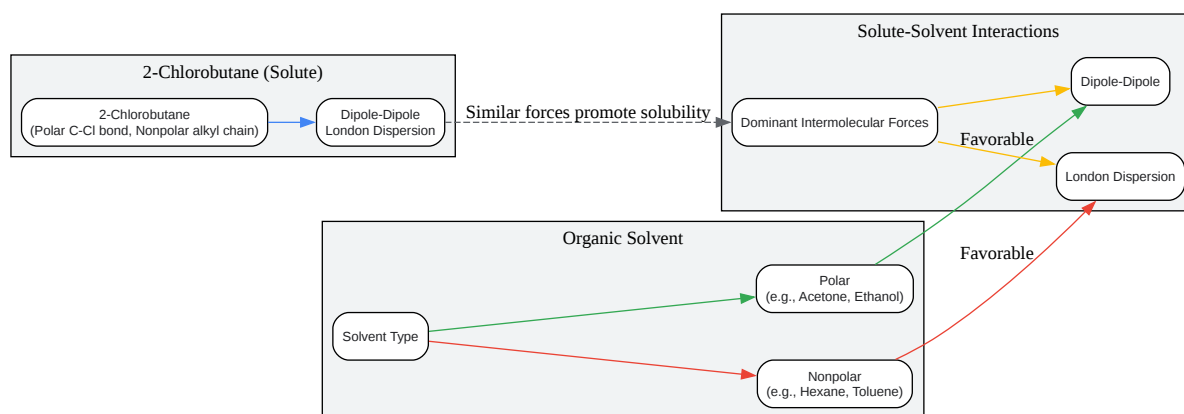 Solute-Solvent Interactions
2-Chlorobutane (Solute)
2-Chlorobutane
(Polar C-Cl bond, Nonpolar alkyl chain)
Dipole-Dipole
London Dispersion
Similar forces promote solubility
Dominant Intermolecular Forces
Dipole-Dipole
Favorable
London Dispersion
Organic Solvent
Favorable
Solvent Type
Polar
(e.g., Acetone, Ethanol)
Nonpolar
(e.g., Hexane, Toluene)